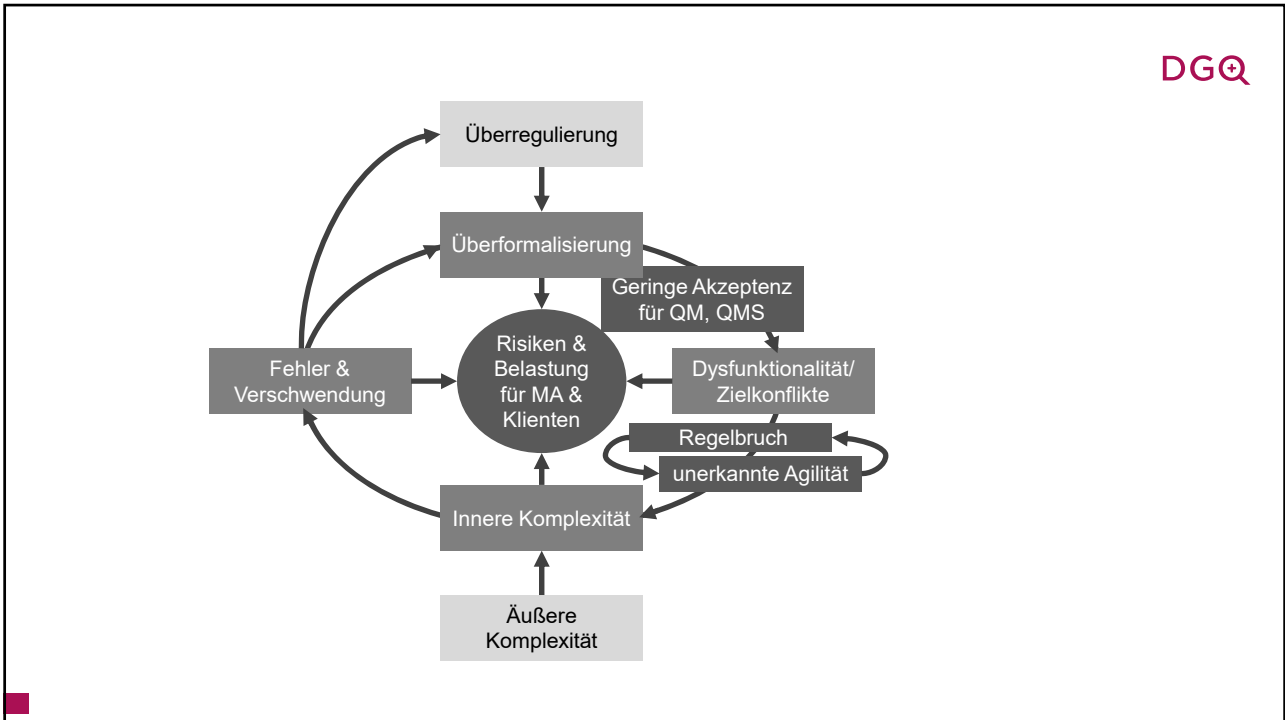 DGQ
Überregulierung
Überformalisierung
Geringe Akzeptenz
für QM, QMS
Risiken &
Belastung
für MA &
Klienten
Fehler &
Verschwendung
Dysfunktionalität/
Zielkonflikte
Regelbruch
unerkannte Agilität
Innere Komplexität
Äußere
Komplexität